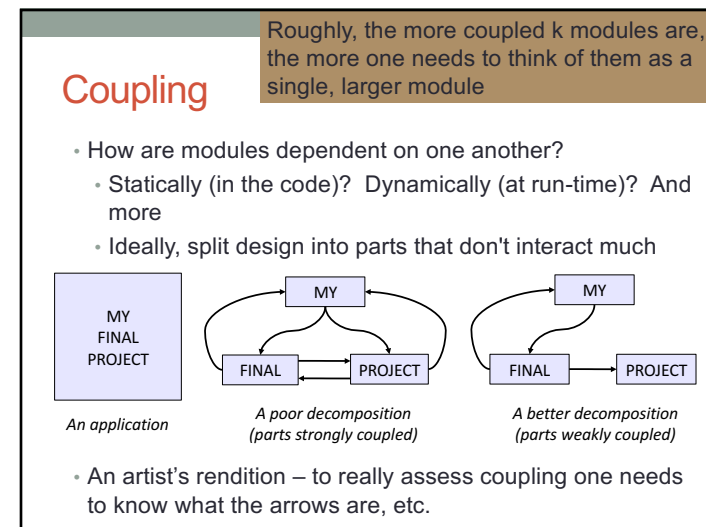 Roughly, the more coupled k modules are,
the more one needs to think of them as a
single, larger module
Coupling
• How are modules dependent on one another?
• Statically (in the code)? Dynamically (at run-time)? And
more
• Ideally, split design into parts that don't interact much
MY
FINAL
PROJECT
An application
MY
FINAL
PROJECT
A poor decomposition
(parts strongly coupled)
MY
FINAL
PROJECT
A better decomposition
(parts weakly coupled)
• An artist’s rendition – to really assess coupling one needs
to know what the arrows are, etc.